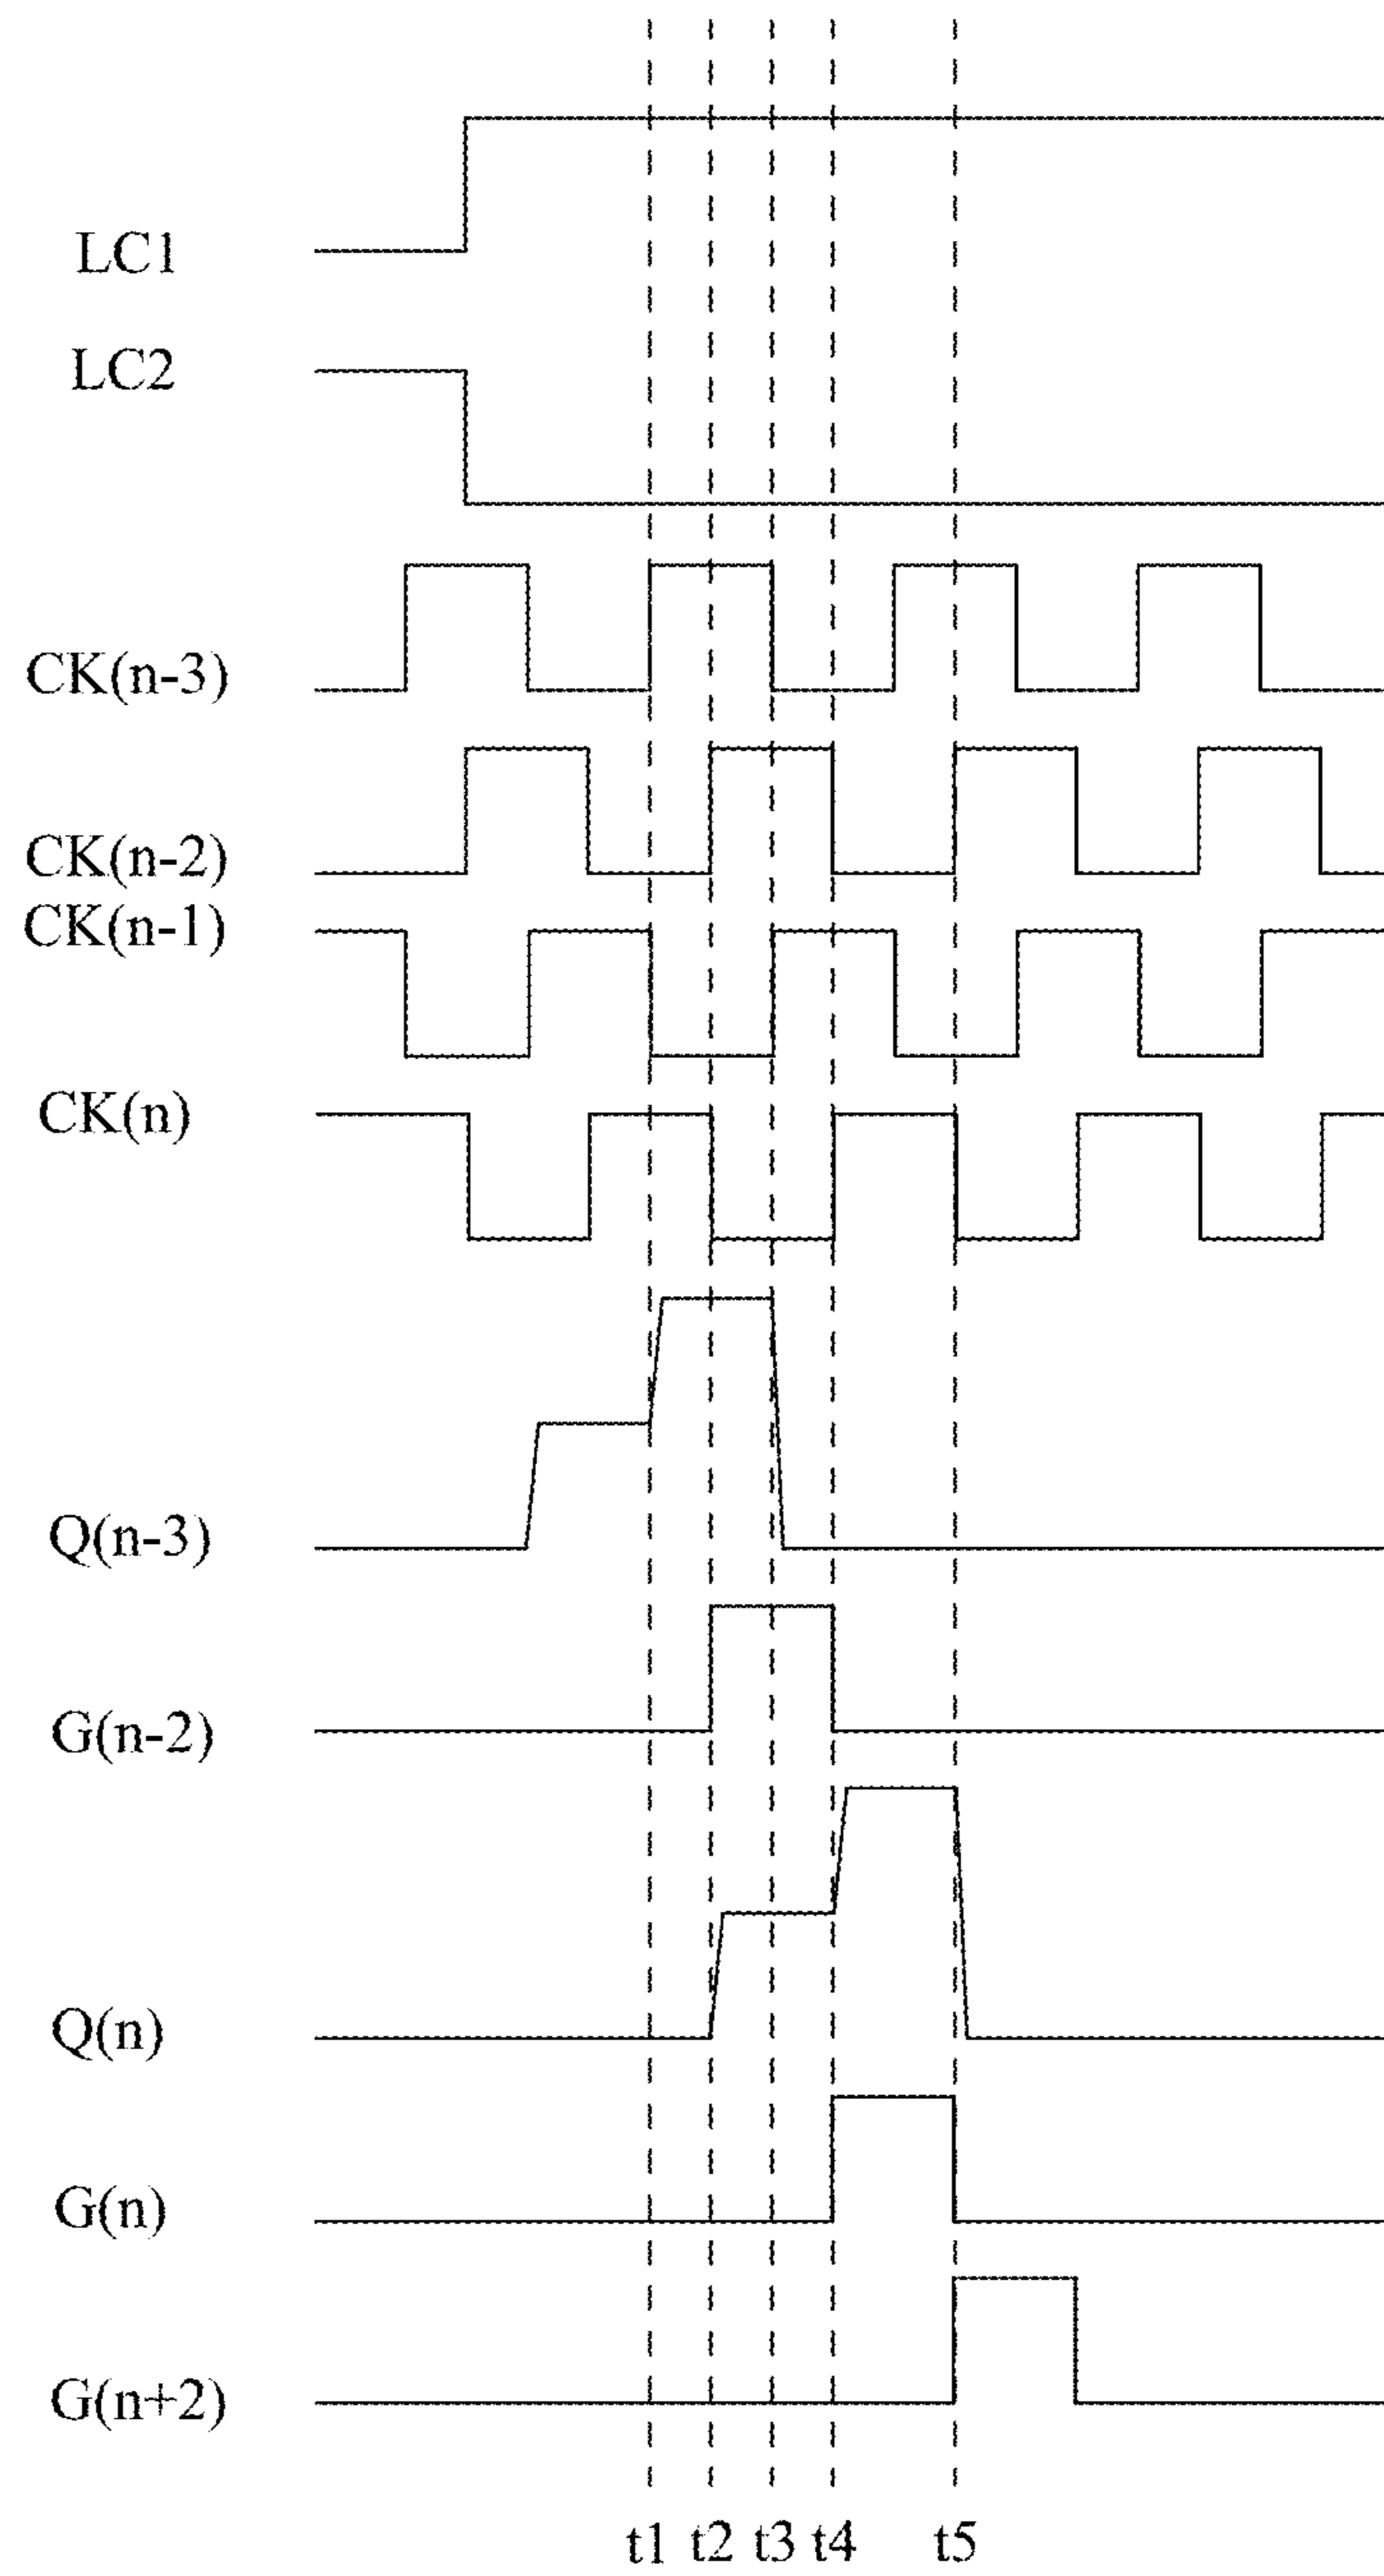 LC1
LC2
CK(n-3)
CK(n-2)
CK(n-1)
CK(n)
Q(n-3)
G(n-2)
Q(n)
G(n)
G(n+2)
t1 t2 t3 t4 t5